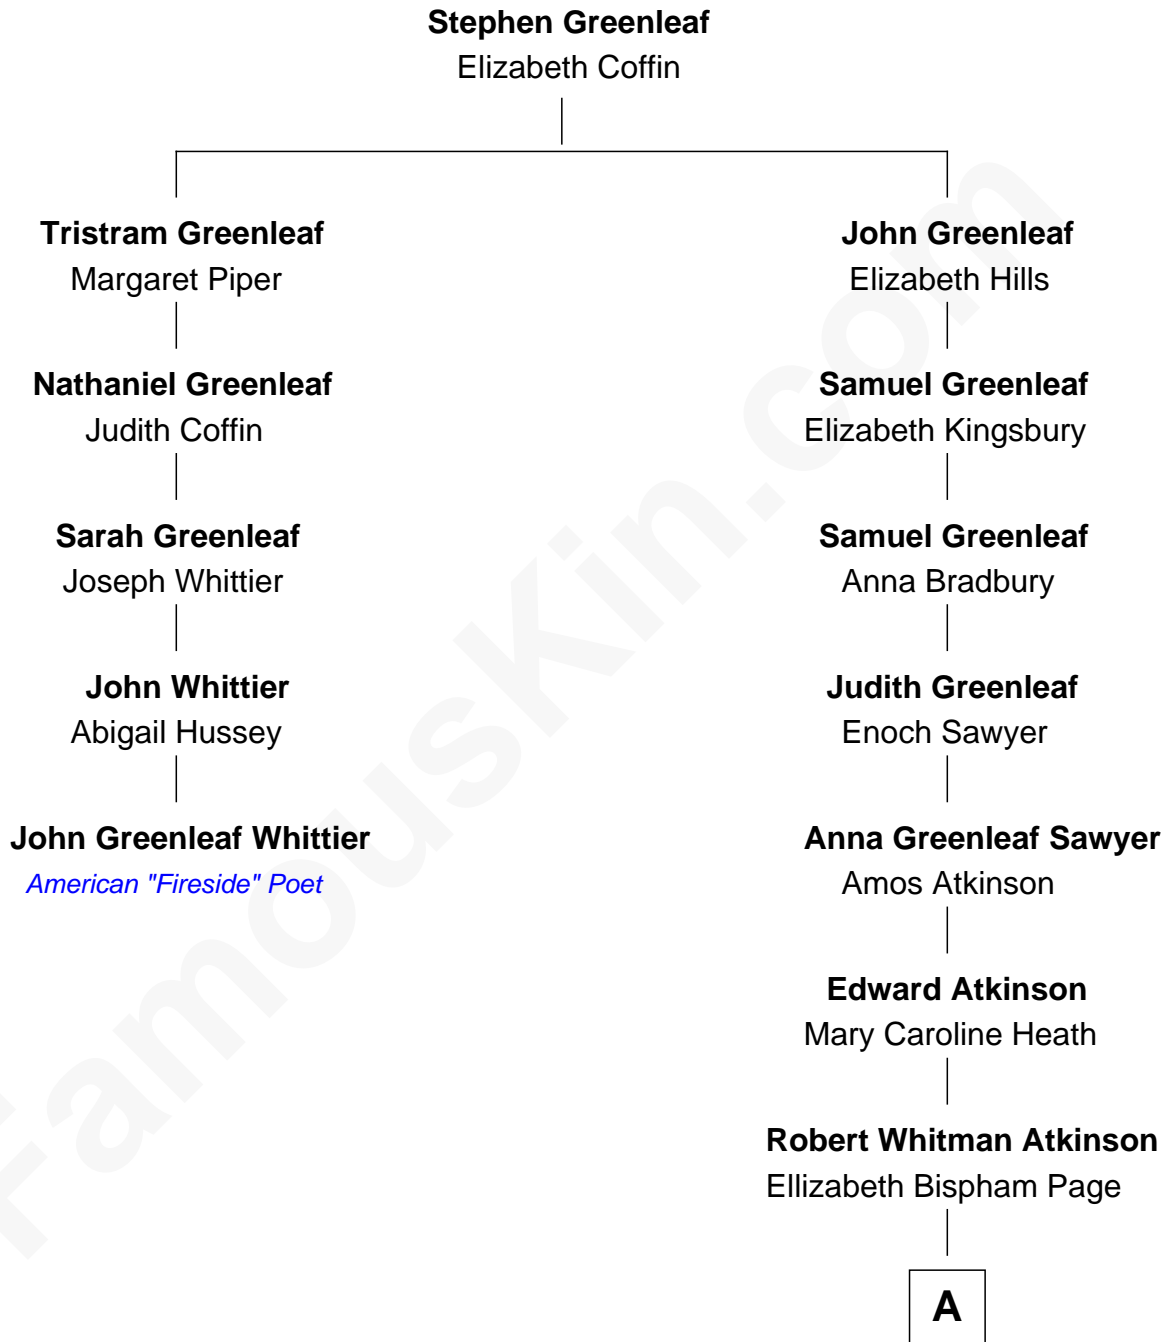 Stephen Greenleaf
Elizabeth Coffin
Tristram Greenleaf
Margaret Piper
John Greenleaf
Elizabeth Hills
Nathaniel Greenleaf
Judith Coffin
Samuel Greenleaf
Elizabeth Kingsbury
Sarah Greenleaf
Joseph Whittier
Samuel Greenleaf
Anna Bradbury
John Whittier
Abigail Hussey
Judith Greenleaf
Enoch Sawyer
John Greenleaf Whittier
American "Fireside" Poet
Anna Greenleaf Sawyer
Amos Atkinson
Edward Atkinson
Mary Caroline Heath
Robert Whitman Atkinson
Ellizabeth Bispham Page
A
FamousKin.com